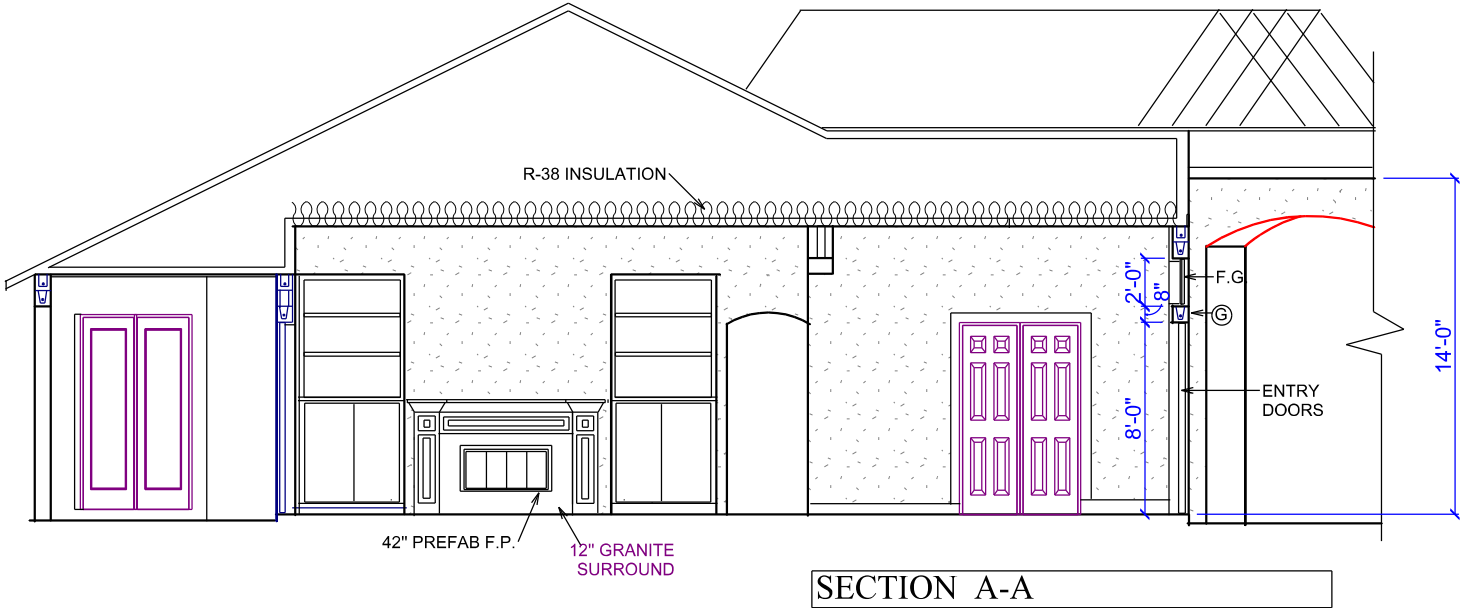 R-38 INSULATION
2'-0"
8"
F.G.
G
14'-0"
8'-0"
ENTRY
DOORS
42" PREFAB F.P.
12" GRANITE
SURROUND
SECTION A-A